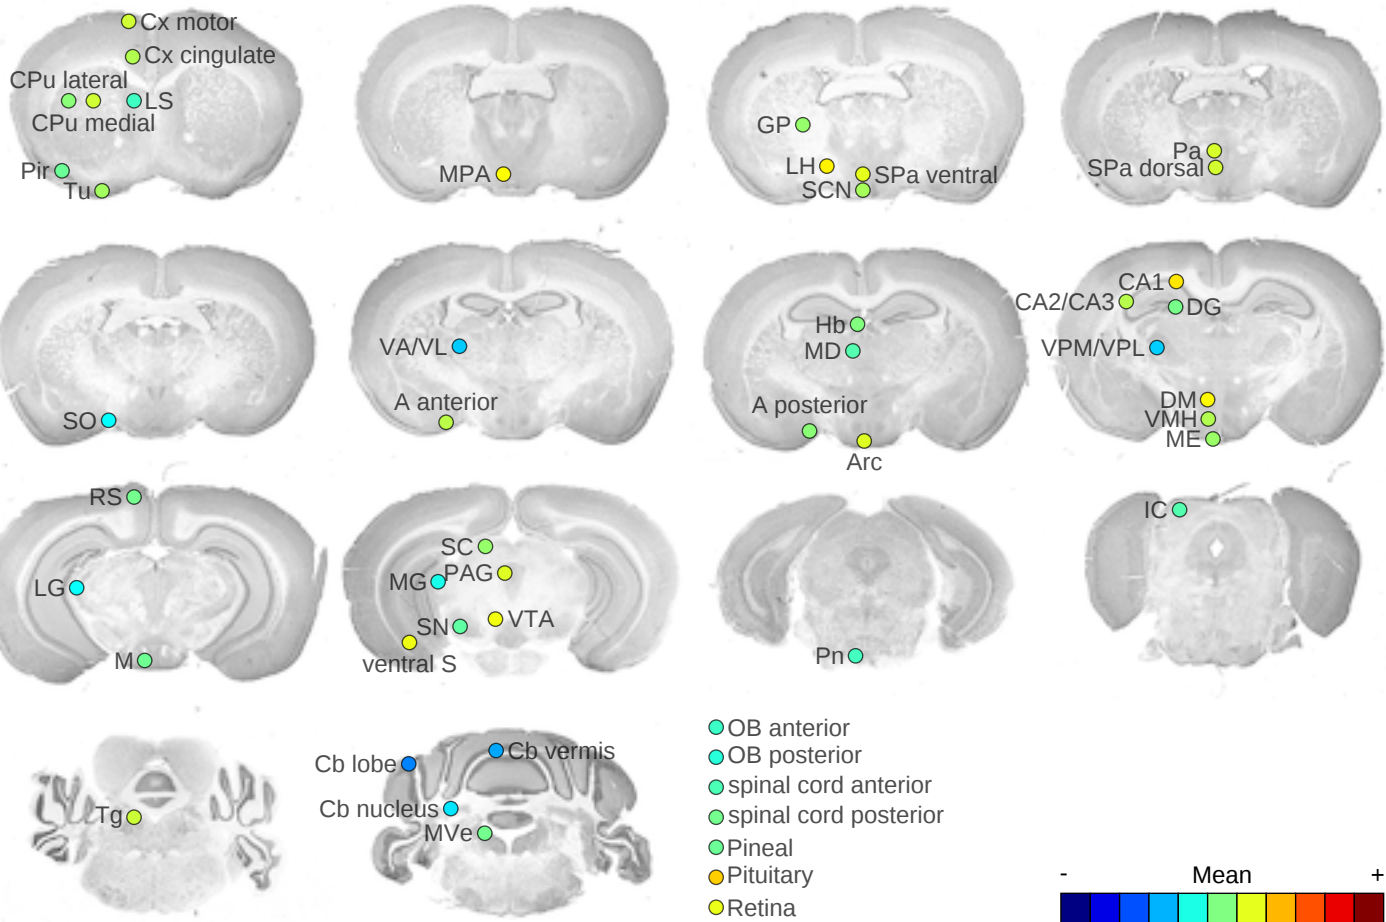 Cx motor
Cx cingulate
CPu lateral
LS
CPu medial
Pir
Tu
MPA
GP
LH
SPa ventral
SCN
Pa
SPa dorsal
SO
VA/VL
A anterior
Hb
MD
A posterior
Arc
CA1
CA2/CA3
DG
VPM/VPL
DM
VMH
ME
RS
LG
M
SC
MG
PAG
SN
VTA
ventral S
Pn
IC
Tg
Cb lobe
Cb vermis
Cb nucleus
MVe
OB anterior
OB posterior
spinal cord anterior
spinal cord posterior
Pineal
Pituitary
Retina
- Mean +